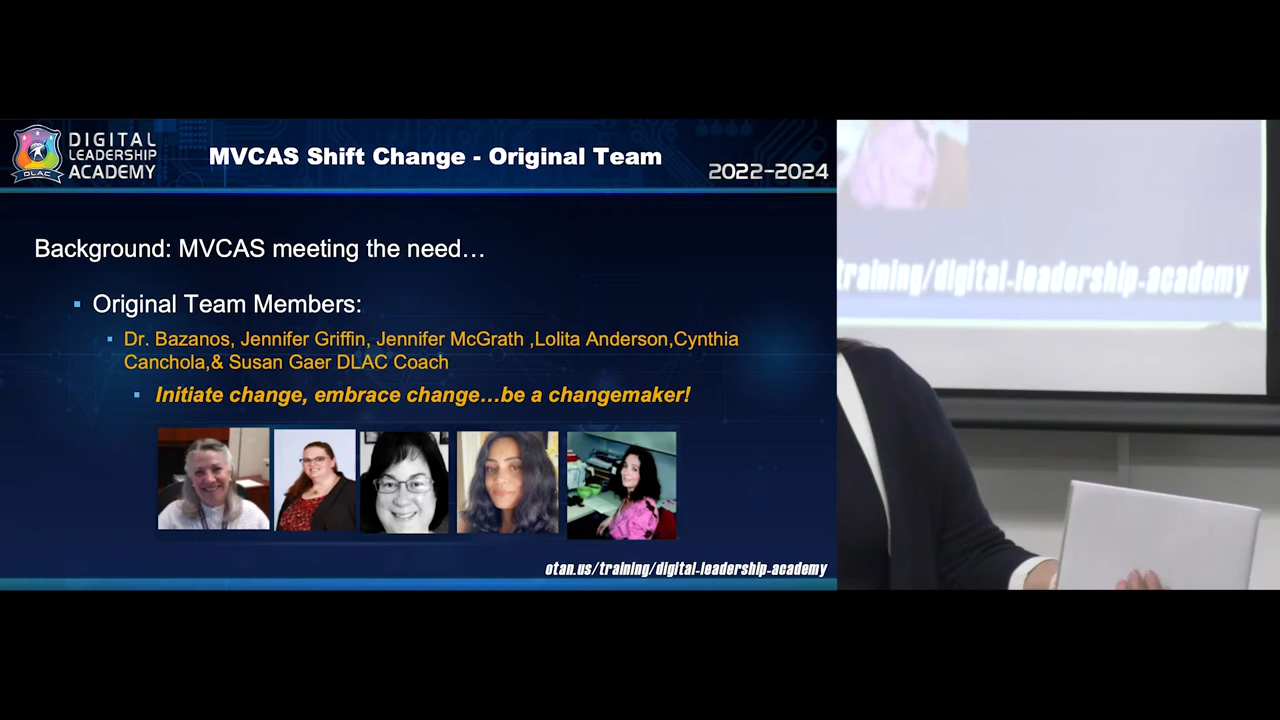 DIGITAL
LEADERSHIP
ACADEMY
DLAC
MVCAS Shift Change - Original Team
2022-2024
Background: MVCAS meeting the need…
Original Team Members:
Dr. Bazanos, Jennifer Griffin, Jennifer McGrath ,Lolita Anderson,Cynthia
Canchola,& Susan Gaer DLAC Coach
Initiate change, embrace change…be a changemaker!
otan.us/training/digital-leadership-academy
training/digital-leadership-academy